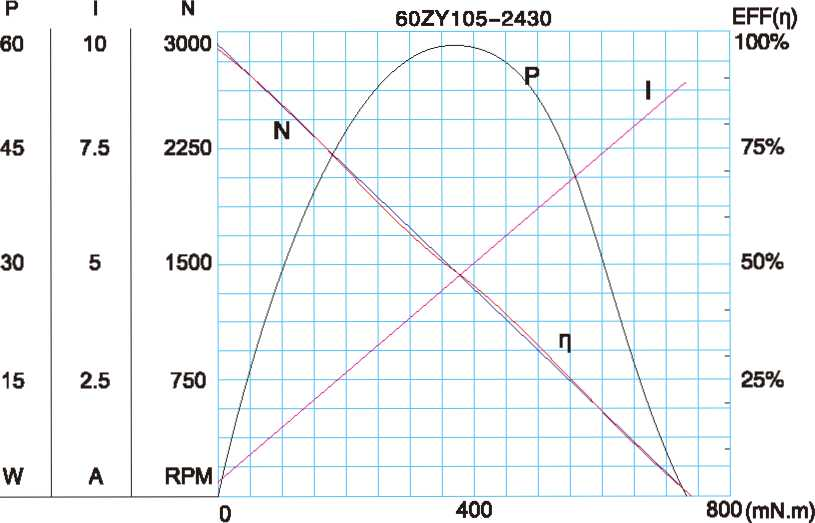 P I N 60ZY105-2430 EFF(η)
60 10 3000 100%
P
I
N
45 7.5 2250 75%
30 5 1500 50%
η
15 2.5 750 25%
W A RPM
0 400 800 (mN.m)